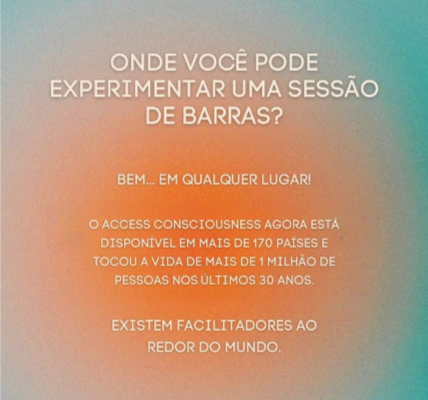 ONDE VOCÊ PODE
EXPERIMENTAR UMA SESSÃO
DE BARRAS?
BEM... EM QUALQUER LUGAR!
O ACCESS CONSCIOUSNESS AGORA ESTÁ
DISPONÍVEL EM MAIS DE 170 PAÍSES E
TOCOU A VIDA DE MAIS DE 1 MILHÃO DE
PESSOAS NOS ÚLTIMOS 30 ANOS.
EXISTEM FACILITADORES AO
REDOR DO MUNDO.